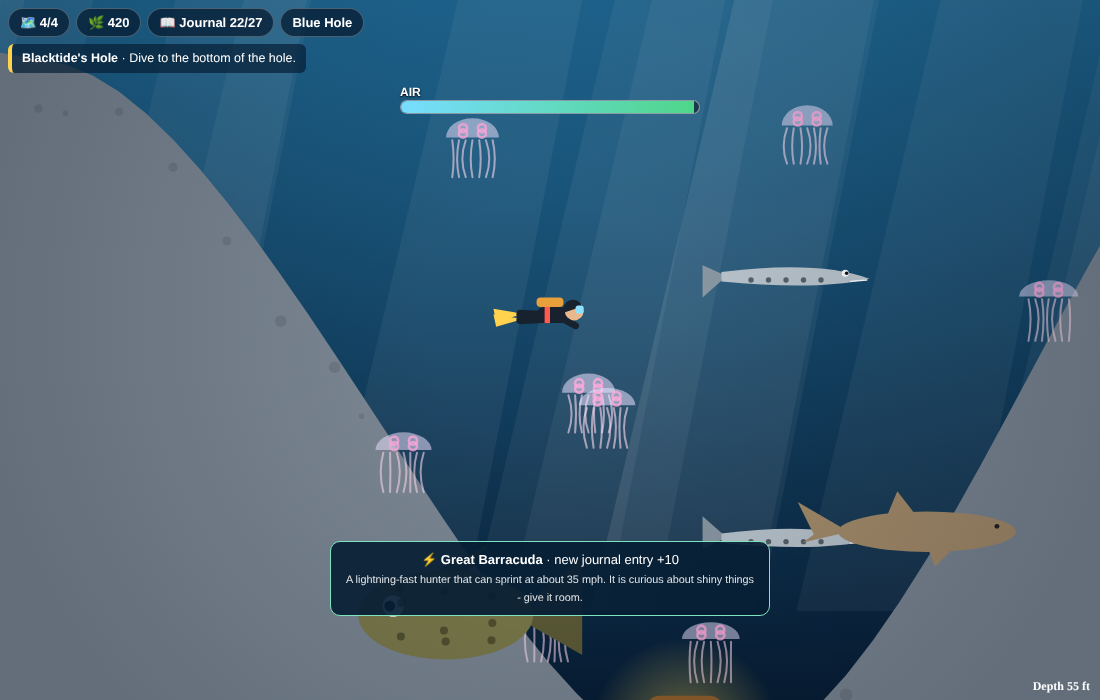 🗺️ 4/4 🌿 420 📖 Journal 22/27 Blue Hole
Blacktide's Hole · Dive to the bottom of the hole.
AIR
⚡ Great Barracuda · new journal entry +10
A lightning-fast hunter that can sprint at about 35 mph. It is curious about shiny things
- give it room.
Depth 55 ft